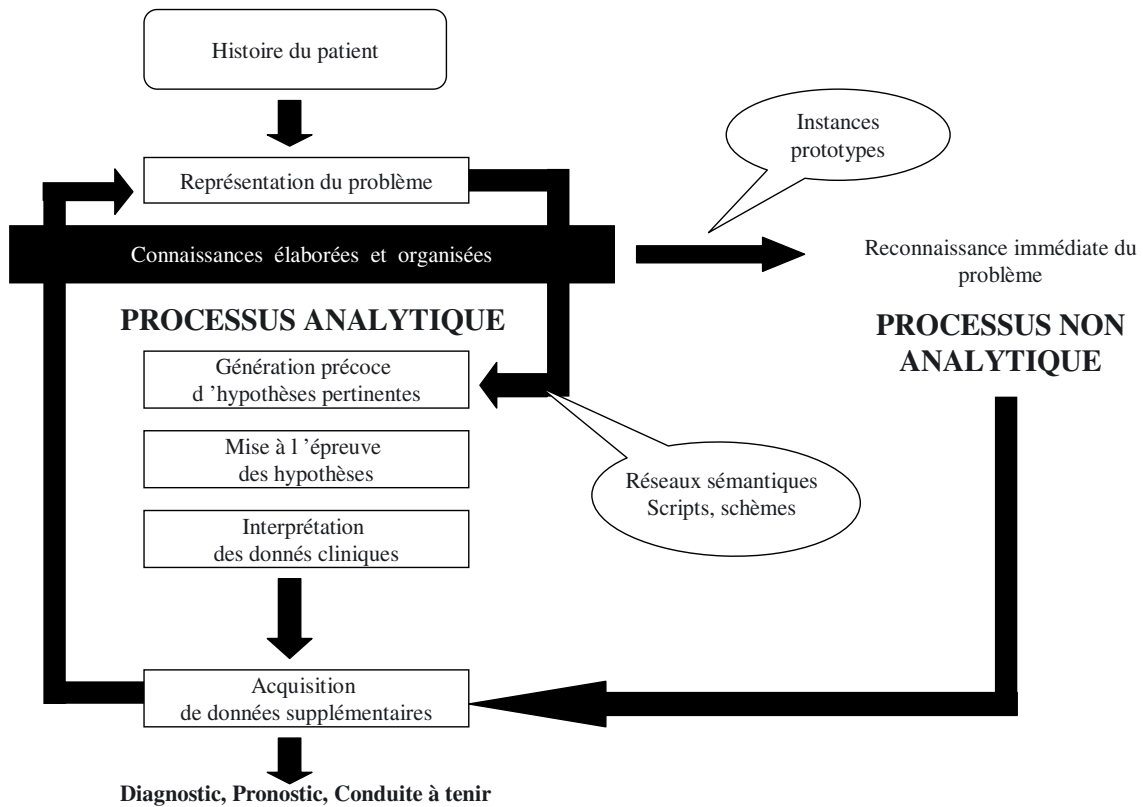 Histoire du patient
Instances
prototypes
Représentation du problème
Connaissances élaborées et organisées
Reconnaissance immédiate du
problème
PROCESSUS ANALYTIQUE
PROCESSUS NON
ANALYTIQUE
Génération précoce
d ’hypothèses pertinentes
Mise à l ’épreuve
des hypothèses
Réseaux sémantiques
Scripts, schèmes
Interprétation
des donnés cliniques
Acquisition
de données supplémentaires
Diagnostic, Pronostic, Conduite à tenir